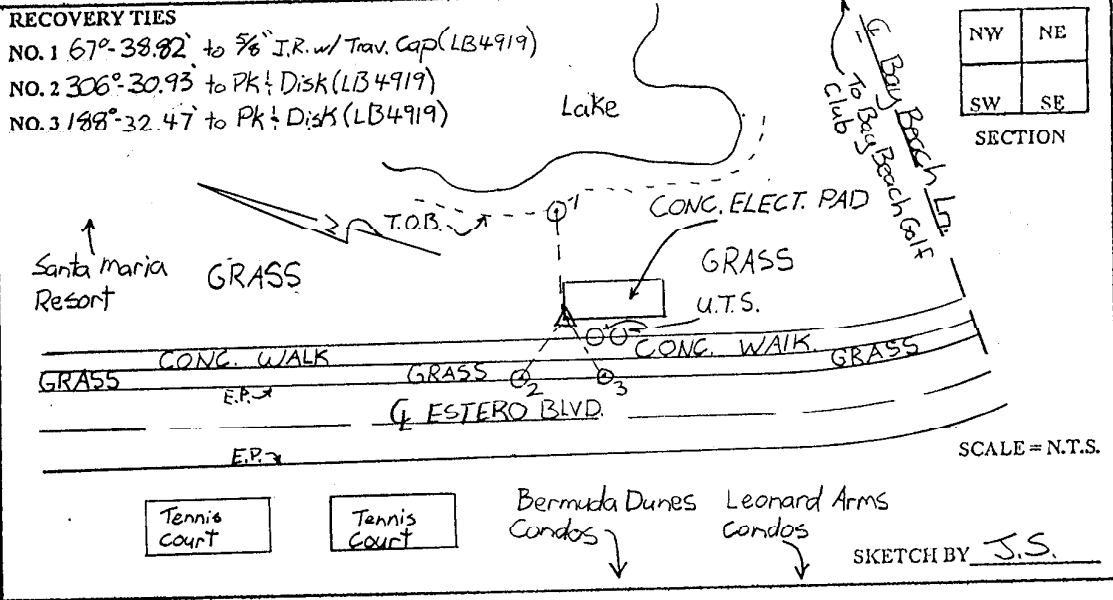 RECOVERY TIES
NO. 1 67°-38.82' to 5/8" I.R. w/ Trav. Cap (LB4919)
NO. 2 306°-30.93' to Pk & Disk (LB4919)
NO. 3 188°-32.47' to Pk & Disk (LB4919)
NW NE
SW SE
SECTION
Lake
℄ Bay Beach Ln.
To Bay Beach Golf
Club
T.O.B.
1
CONC. ELECT. PAD
Santa Maria
Resort
GRASS
GRASS
U.T.S.
CONC. WALK
CONC. WALK
GRASS
GRASS
GRASS
2
3
E.P.
℄ ESTERO BLVD.
E.P.
SCALE = N.T.S.
Tennis
Court
Tennis
Court
Bermuda Dunes
Condos
Leonard Arms
Condos
SKETCH BY J.S.